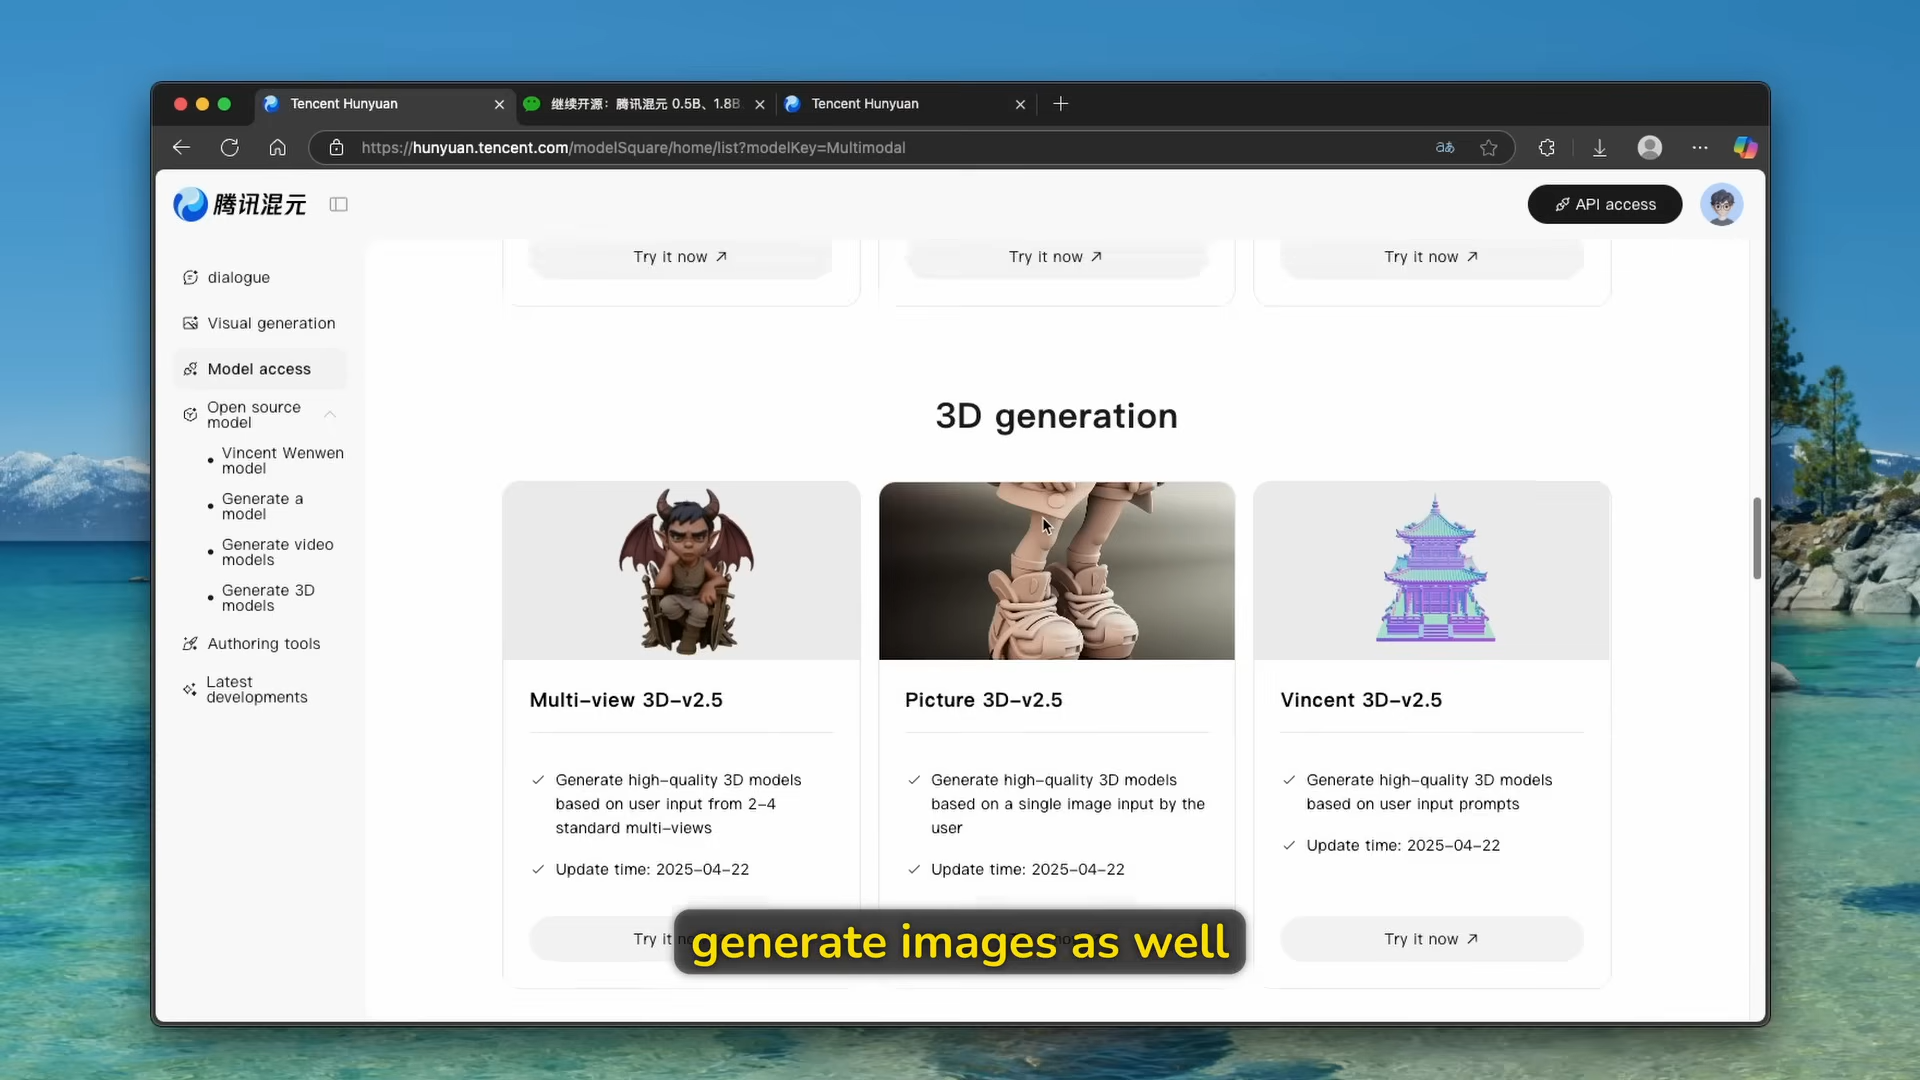 Tencent Hunyuan
继续开源：腾讯混元 0.5B、1.8B
Tencent Hunyuan
https://hunyuan.tencent.com/modelSquare/home/list?modelKey=Multimodal
腾讯混元
API access
dialogue
Visual generation
Model access
Open source
model
Vincent Wenwen
model
Generate a
model
Generate video
models
Generate 3D
models
Authoring tools
Latest
developments
Try it now
Try it now
Try it now
3D generation
Multi-view 3D-v2.5
Generate high-quality 3D models
based on user input from 2-4
standard multi-views
Update time: 2025-04-22
Picture 3D-v2.5
Generate high-quality 3D models
based on a single image input by the
user
Update time: 2025-04-22
Vincent 3D-v2.5
Generate high-quality 3D models
based on user input prompts
Update time: 2025-04-22
Try it
Try it now
generate images as well